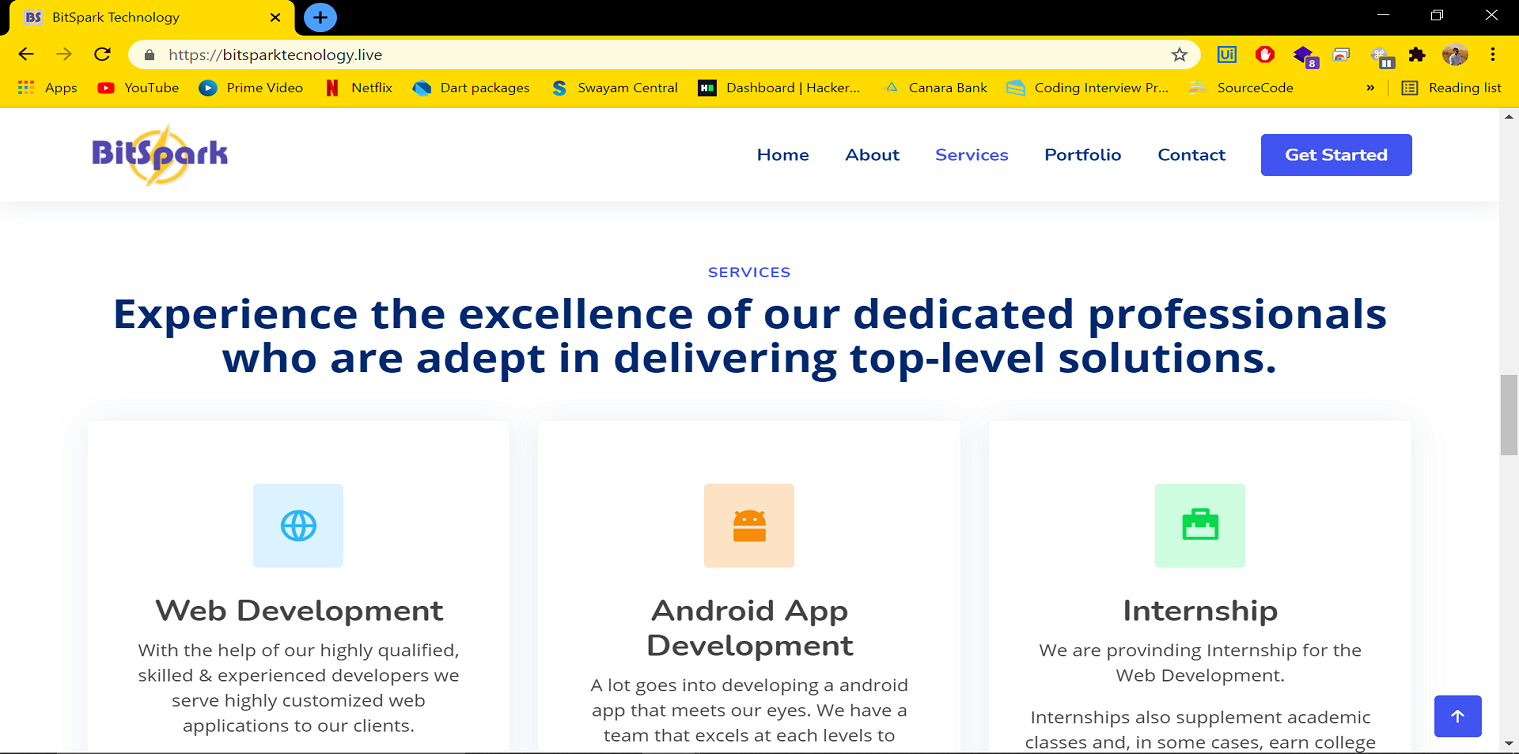 BS BitSpark Technology
https://bitsparktecnology.live
Ui 8
Apps YouTube Prime Video Netflix Dart packages Swayam Central H Dashboard | Hacker... Canara Bank Coding Interview Pr... SourceCode » Reading list
BitSpark
Home About Services Portfolio Contact Get Started
SERVICES
Experience the excellence of our dedicated professionals
who are adept in delivering top-level solutions.
Web Development
With the help of our highly qualified,
skilled & experienced developers we
serve highly customized web
applications to our clients.
Android App
Development
A lot goes into developing a android
app that meets our eyes. We have a
team that excels at each levels to
Internship
We are provinding Internship for the
Web Development.
Internships also supplement academic
classes and, in some cases, earn college